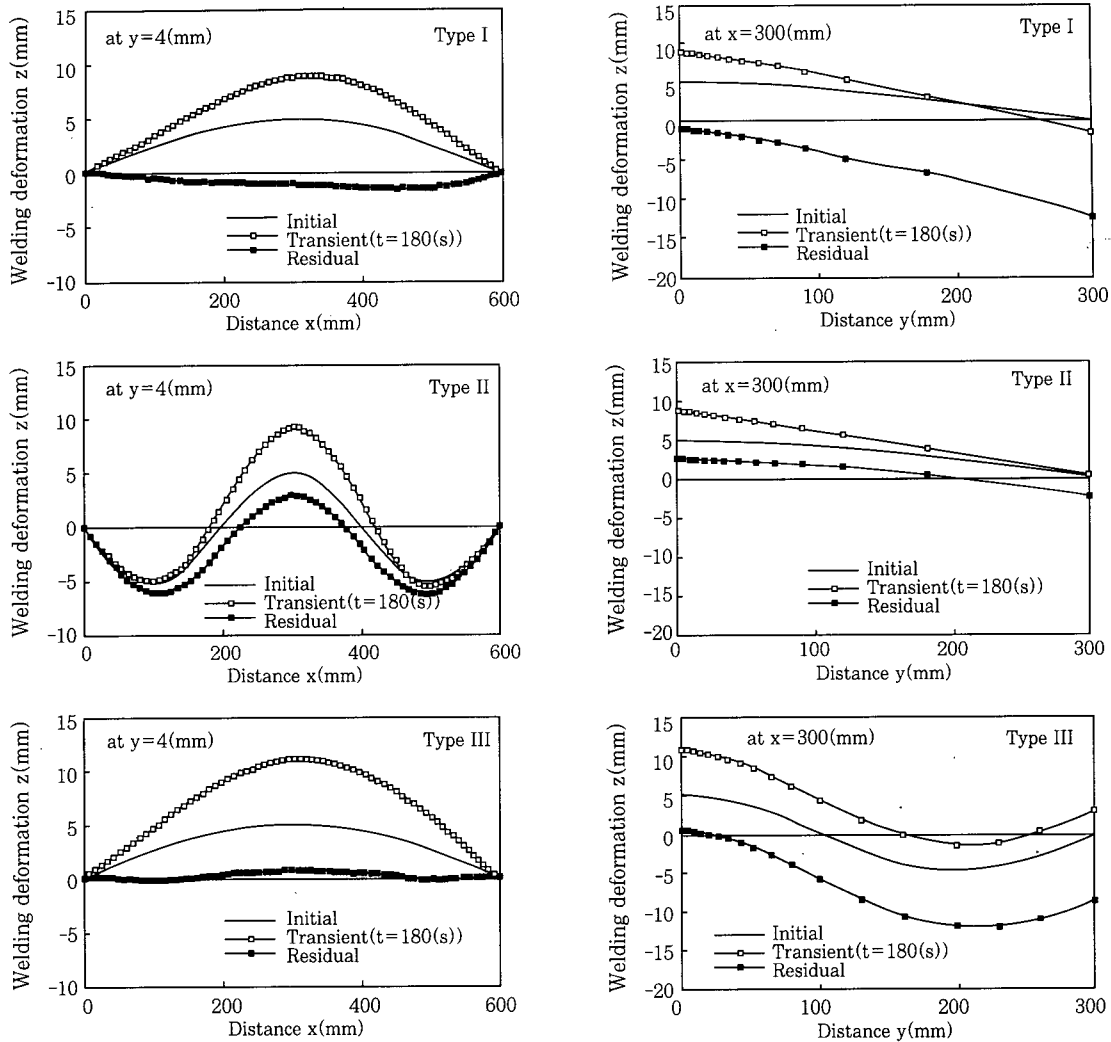 15
10
5
0
-5
-10
Welding deformation z(mm)
at y=4(mm)
Type I
Initial
Transient(t=180(s))
Residual
0
200
400
600
Distance x(mm)
15
10
5
0
-5
-10
-15
-20
Welding deformation z(mm)
at x=300(mm)
Type I
Initial
Transient(t=180(s))
Residual
0
100
200
300
Distance y(mm)
15
10
5
0
-5
-10
Welding deformation z(mm)
at y=4(mm)
Type II
Initial
Transient(t=180(s))
Residual
0
200
400
600
Distance x(mm)
15
10
5
0
-5
-10
-15
-20
Welding deformation z(mm)
at x=300(mm)
Type II
Initial
Transient(t=180(s))
Residual
0
100
200
300
Distance y(mm)
15
10
5
0
-5
-10
Welding deformation z(mm)
at y=4(mm)
Type III
Initial
Transient(t=180(s))
Residual
0
200
400
600
Distance x(mm)
15
10
5
0
-5
-10
-15
-20
Welding deformation z(mm)
at x=300(mm)
Type III
Initial
Transient(t=180(s))
Residual
0
100
200
300
Distance y(mm)